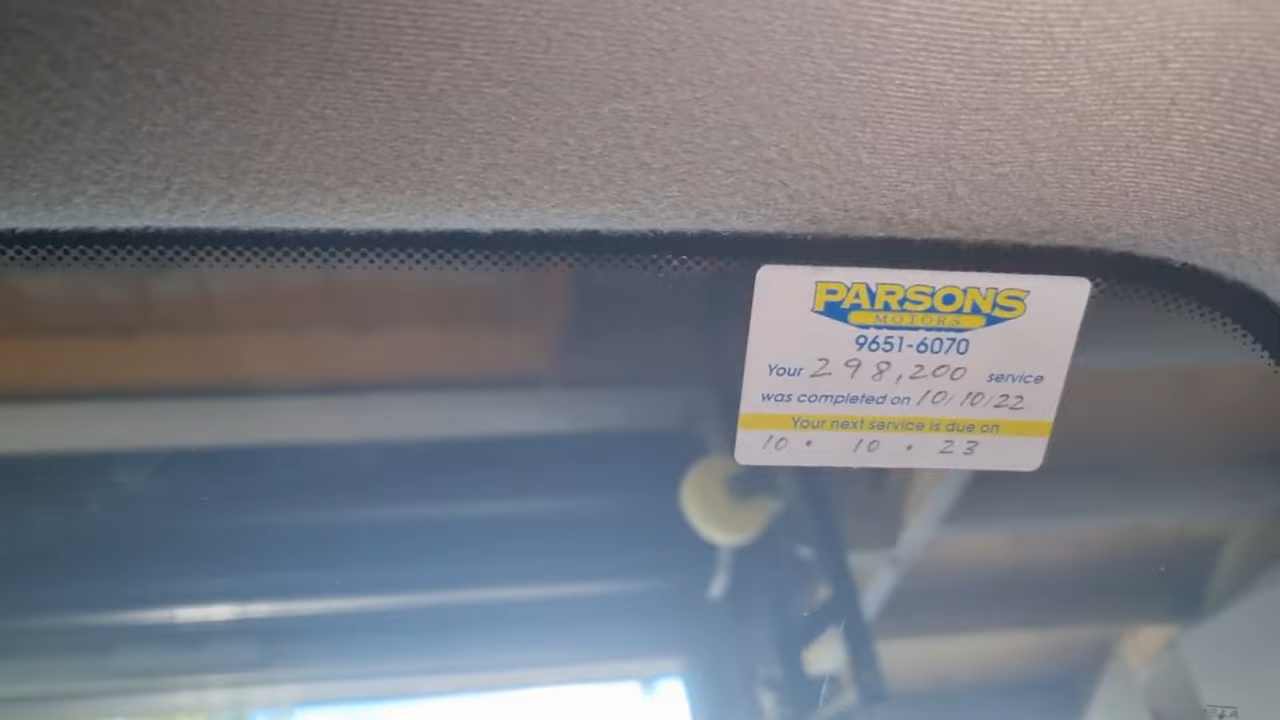 PARSONS
MOTORS
9651-6070
Your 298,200 service
was completed on 10/10/22
Your next service is due on
10 · 10 · 23